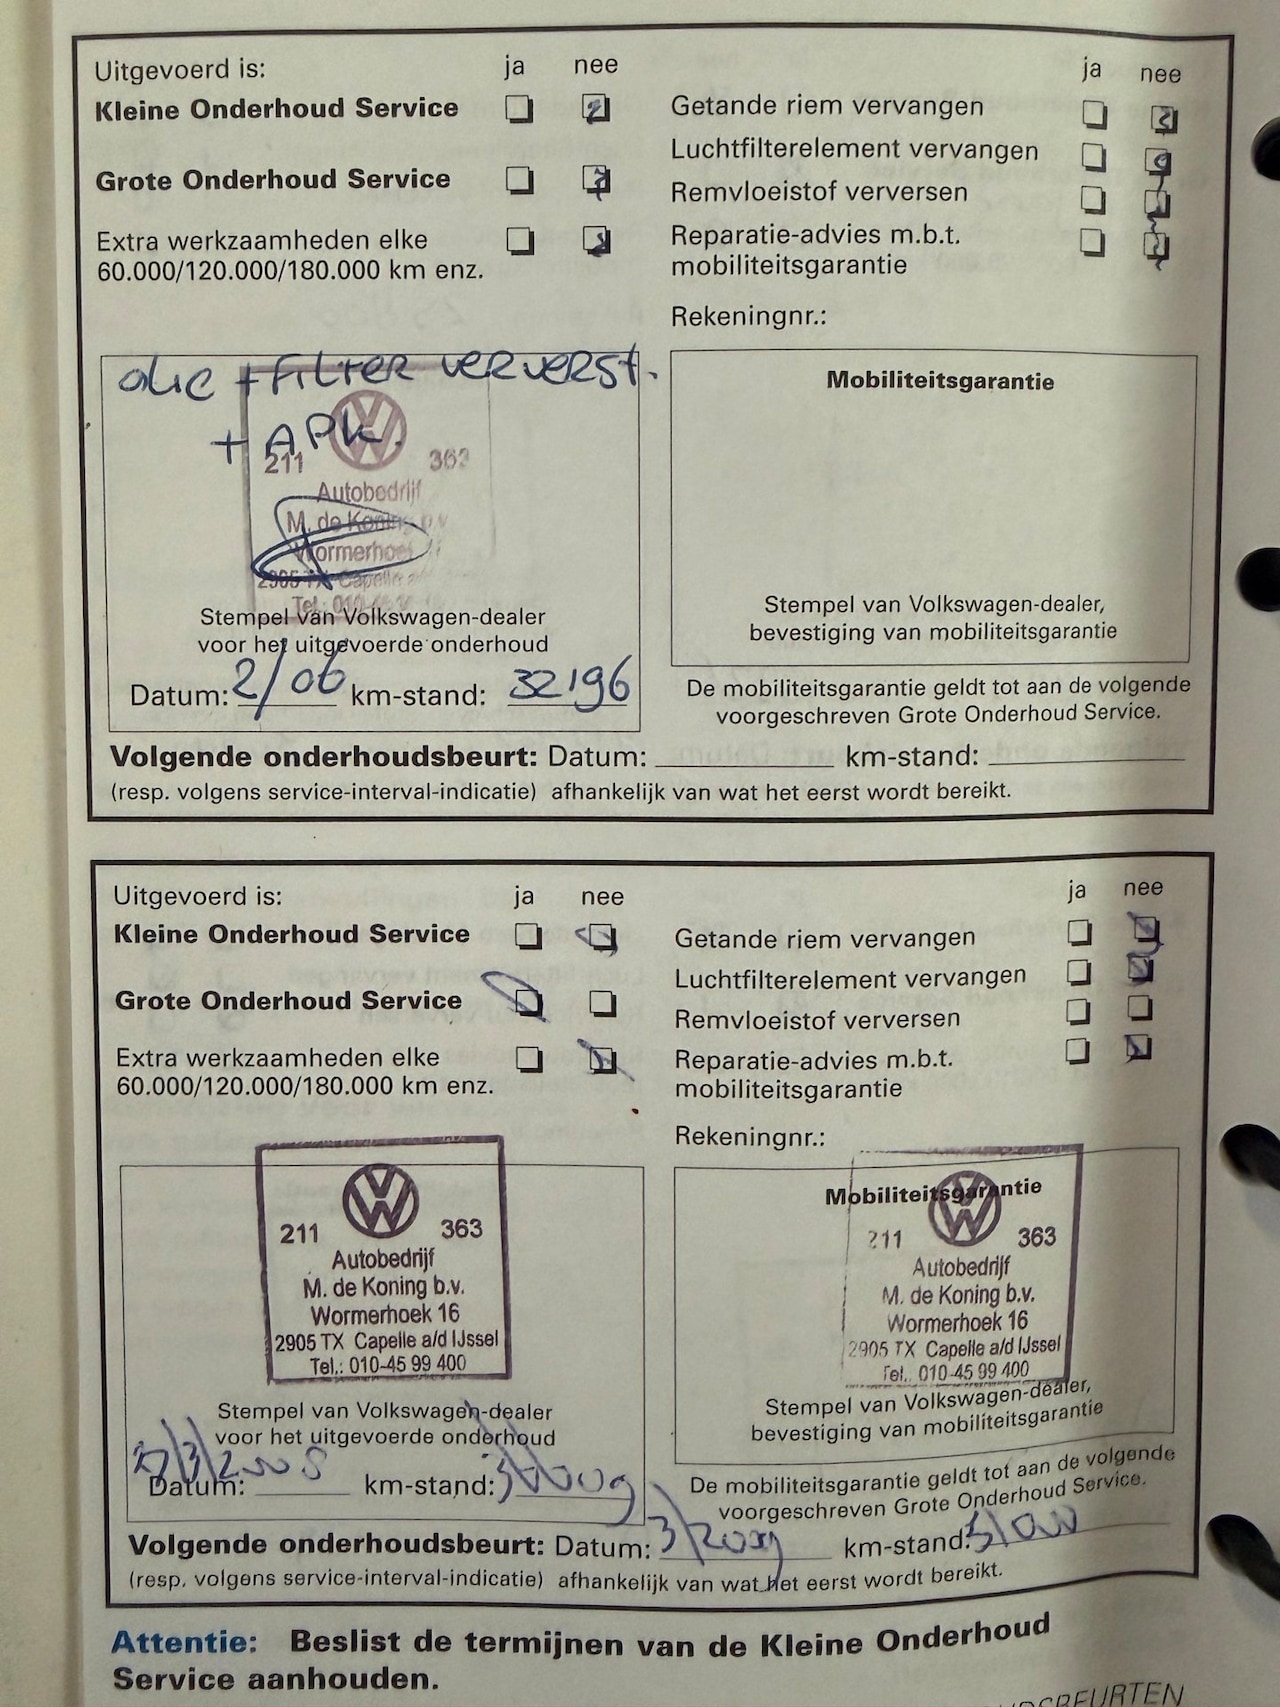 Uitgevoerd is: ja nee
Kleine Onderhoud Service
Grote Onderhoud Service
Extra werkzaamheden elke
60.000/120.000/180.000 km enz.
ja nee
Getande riem vervangen
Luchtfilterelement vervangen
Remvloeistof verversen
Reparatie-advies m.b.t.
mobiliteitsgarantie
Rekeningnr.:
olie + FILTER VERVERST.
+ APK.
211 363
Autobedrijf
M. de Koning b.v
Wormerhoek
2905 TX Capelle a/
Tel.: 010-45
Stempel van Volkswagen-dealer
voor het uitgevoerde onderhoud
Datum: 2/06 km-stand: 32196
Mobiliteitsgarantie
Stempel van Volkswagen-dealer,
bevestiging van mobiliteitsgarantie
De mobiliteitsgarantie geldt tot aan de volgende
voorgeschreven Grote Onderhoud Service.
Volgende onderhoudsbeurt: Datum: km-stand:
(resp. volgens service-interval-indicatie) afhankelijk van wat het eerst wordt bereikt.
Uitgevoerd is: ja nee
Kleine Onderhoud Service
Grote Onderhoud Service
Extra werkzaamheden elke
60.000/120.000/180.000 km enz.
ja nee
Getande riem vervangen
Luchtfilterelement vervangen
Remvloeistof verversen
Reparatie-advies m.b.t.
mobiliteitsgarantie
Rekeningnr.:
211 363
Autobedrijf
M. de Koning b.v.
Wormerhoek 16
2905 TX Capelle a/d IJssel
Tel.: 010-45 99 400
Stempel van Volkswagen-dealer
voor het uitgevoerde onderhoud
Datum: km-stand:
Mobiliteitsgarantie
211 363
Autobedrijf
M. de Koning b.v.
Wormerhoek 16
2905 TX Capelle a/d IJssel
Tel.. 010-45 99 400
Stempel van Volkswagen-dealer,
bevestiging van mobiliteitsgarantie
De mobiliteitsgarantie geldt tot aan de volgende
voorgeschreven Grote Onderhoud Service.
Volgende onderhoudsbeurt: Datum: 3/2009 km-stand:
(resp. volgens service-interval-indicatie) afhankelijk van wat het eerst wordt bereikt.
Attentie: Beslist de termijnen van de Kleine Onderhoud
Service aanhouden.